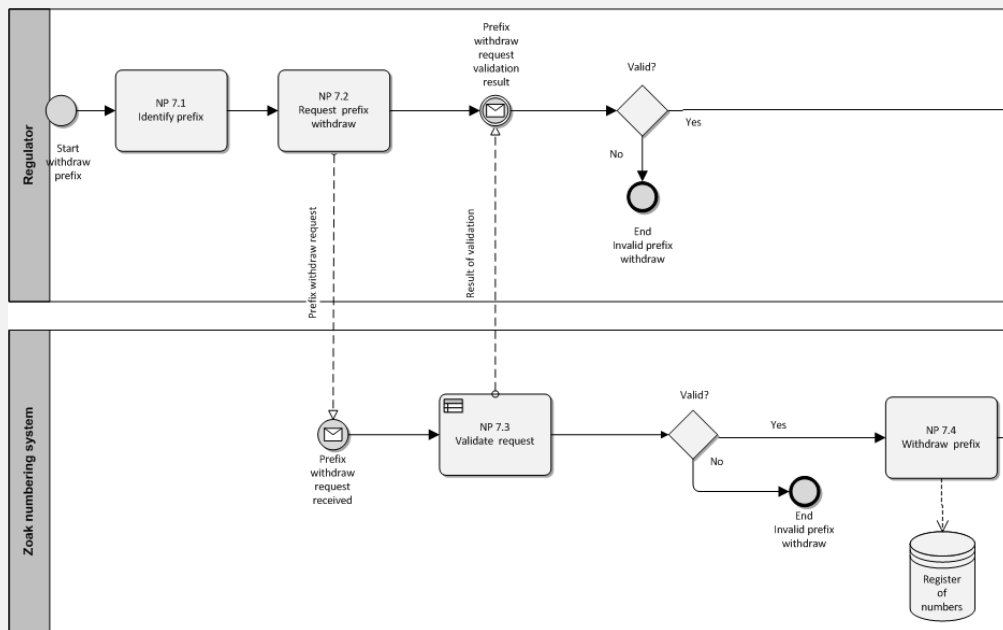 Regulator
Start
withdraw
prefix
NP 7.1
Identify prefix
NP 7.2
Request prefix
withdraw
Prefix
withdraw
request
validation
result
Valid?
Yes
No
End
Invalid prefix
withdraw
Prefix withdraw request
Result of validation
Zoak numbering system
Prefix
withdraw
request
received
NP 7.3
Validate request
Valid?
Yes
No
End
Invalid prefix
withdraw
NP 7.4
Withdraw prefix
Register
of
numbers